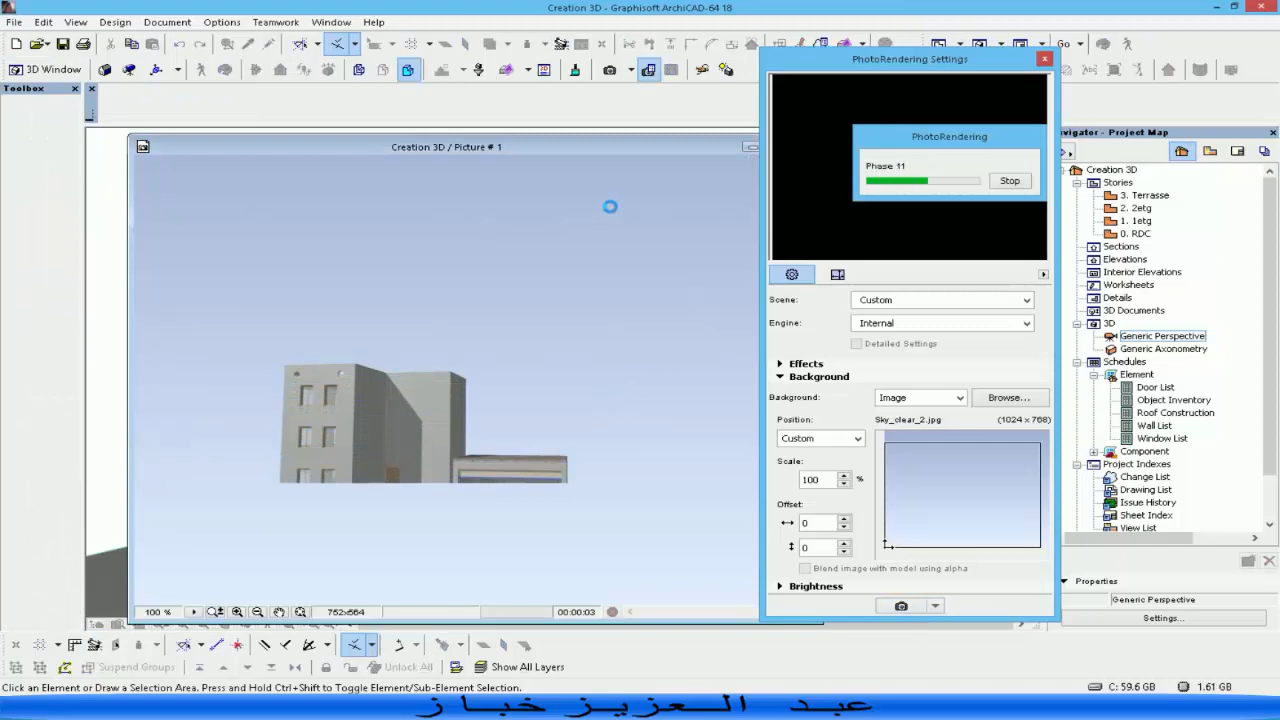 Creation 3D - Graphisoft ArchiCAD-64 18
File Edit View Design Document Options Teamwork Window Help
Go
3D Window
PhotoRendering Settings
Toolbox
Creation 3D / Picture # 1
PhotoRendering
Phase 11
Stop
vigator - Project Map
Creation 3D
Stories
3. Terrasse
2. 2etg
1. 1etg
0. RDC
Sections
Elevations
Interior Elevations
Worksheets
Details
3D Documents
3D
Generic Perspective
Generic Axonometry
Schedules
Element
Door List
Object Inventory
Roof Construction
Wall List
Window List
Component
Project Indexes
Change List
Drawing List
Issue History
Sheet Index
View List
Scene: Custom
Engine: Internal
Detailed Settings
Effects
Background
Background: Image Browse...
Position: Sky_clear_2.jpg (1024 x 768)
Custom
Scale:
100 %
Offset:
0
0
Blend image with model using alpha
Brightness
Properties
Generic Perspective
Settings...
100 % 752x564 00:00:03
Suspend Groups Unlock All Show All Layers
Click an Element or Draw a Selection Area. Press and Hold Ctrl+Shift to Toggle Element/Sub-Element Selection. C: 59.6 GB 1.61 GB
عبد العزيز خباز